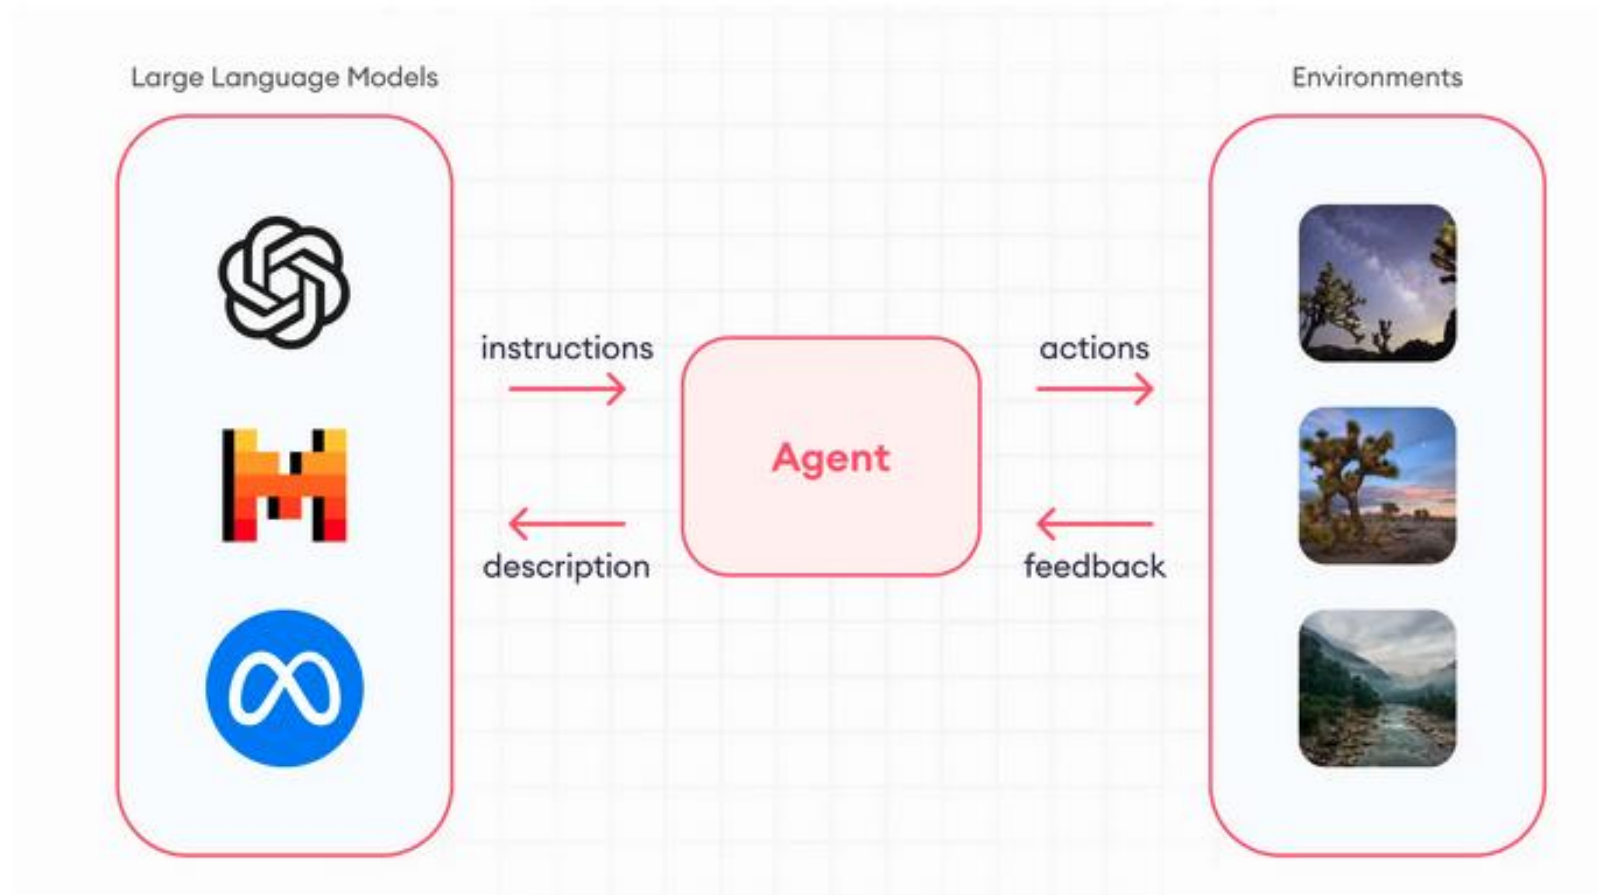 Large Language Models
Environments
instructions
actions
Agent
description
feedback